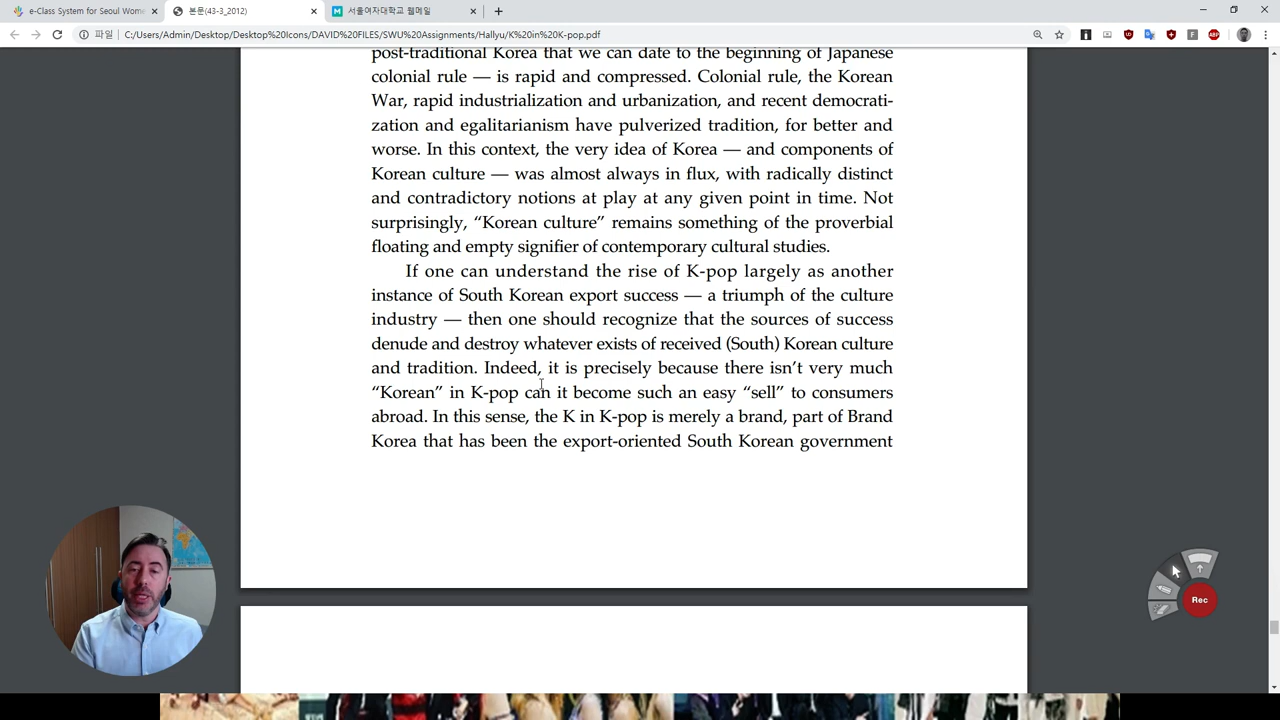 e-Class System for Seoul Wome
본문(43-3_2012)
서울여자대학교 웹메일
파일 C:/Users/Admin/Desktop/Desktop%20Icons/DAVID%20FILES/SWU%20Assignments/Hallyu/K%20in%20K-pop.pdf
post-traditional Korea that we can date to the beginning of Japanese
colonial rule — is rapid and compressed. Colonial rule, the Korean
War, rapid industrialization and urbanization, and recent democrati-
zation and egalitarianism have pulverized tradition, for better and
worse. In this context, the very idea of Korea — and components of
Korean culture — was almost always in flux, with radically distinct
and contradictory notions at play at any given point in time. Not
surprisingly, “Korean culture” remains something of the proverbial
floating and empty signifier of contemporary cultural studies.
If one can understand the rise of K-pop largely as another
instance of South Korean export success — a triumph of the culture
industry — then one should recognize that the sources of success
denude and destroy whatever exists of received (South) Korean culture
and tradition. Indeed, it is precisely because there isn’t very much
“Korean” in K-pop can it become such an easy “sell” to consumers
abroad. In this sense, the K in K-pop is merely a brand, part of Brand
Korea that has been the export-oriented South Korean government
Rec